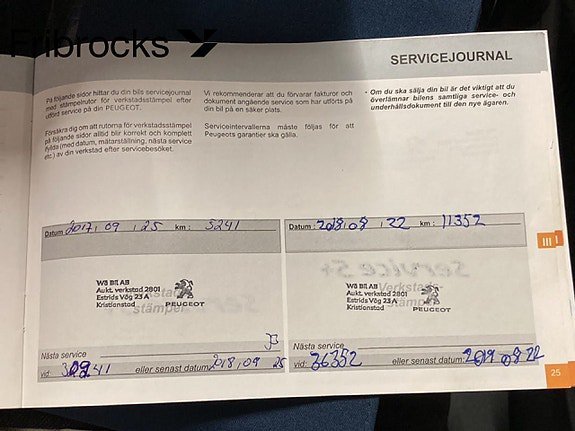 Fribrocks
SERVICEJOURNAL
På följande sidor hittar du din bils servicejournal
med stämpelrutor för verkstadsstämpel efter
utförd service på din PEUGEOT.
Försäkra dig om att rutorna för verkstadsstämpel
på följande sidor alltid blir korrekt och komplett
ifyllda (med datum, mätarställning, nästa service
etc.) av din verkstad efter servicebesöket.
Vi rekommenderar att du förvarar fakturor och
dokument angående service som har utförts på
din bil på en säker plats.
Serviceintervallerna måste följas för att
Peugeots garantier ska gälla.
- Om du ska sälja din bil är det viktigt att du
överlämnar bilens samtliga service- och
underhållsdokument till den nye ägaren.
Datum : 2017, 09 , 25 km : 5241
W8 Bil AB
Aukt. verkstad 2801
Estrids Väg 23 A
Kristianstad
PEUGEOT
stämpel
Nästa service
vid: eller senast datum: 2018, 09 25
Datum : 2018, 08 , 22 km : 11352
Verkstads-
stämpel
W8 Bil AB
Aukt. verkstad 2801
Estrids Väg 23 A
Kristianstad
PEUGEOT
Nästa service
vid: 36352 eller senast datum: 2019 08 22
III
25